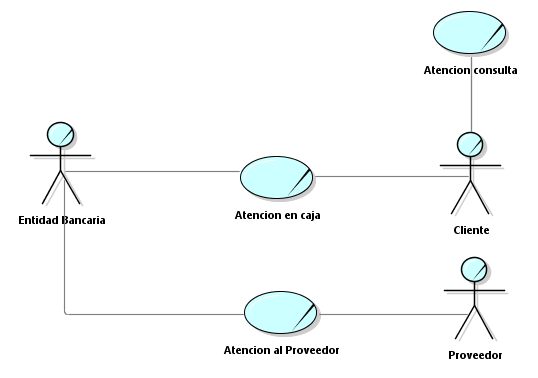 Atencion consulta
Entidad Bancaria
Atencion en caja
Cliente
Atencion al Proveedor
Proveedor